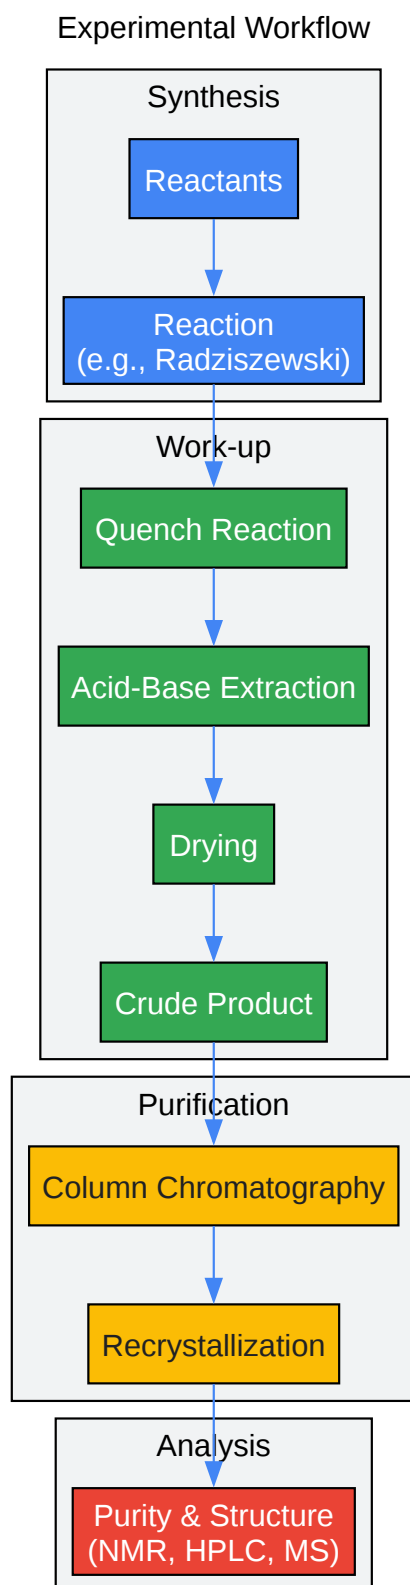 Experimental Workflow
Synthesis
Reactants
Reaction
(e.g., Radziszewski)
Work-up
Quench Reaction
Acid-Base Extraction
Drying
Crude Product
Purification
Column Chromatography
Recrystallization
Analysis
Purity & Structure
(NMR, HPLC, MS)